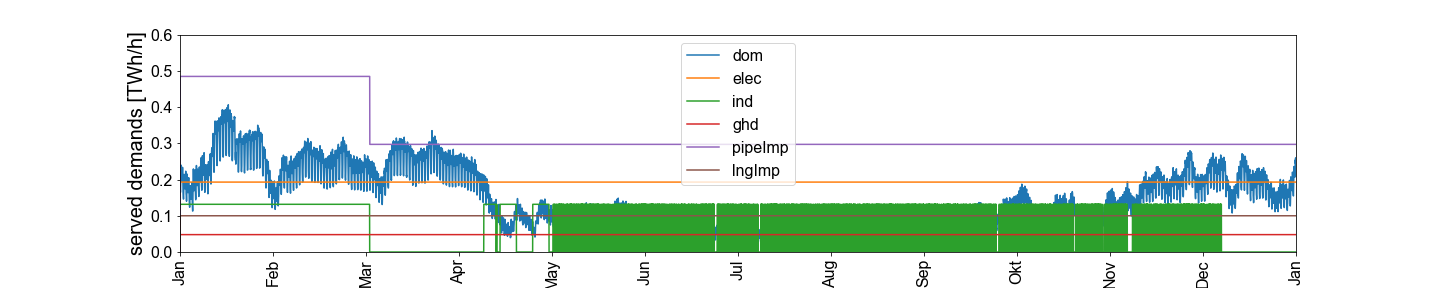 served demands [TWh/h]
0.6
0.5
0.4
0.3
0.2
0.1
0.0
dom
elec
ind
ghd
pipeImp
lngImp
Jan
Feb
Mar
Apr
May
Jun
Jul
Aug
Sep
Okt
Nov
Dec
Jan